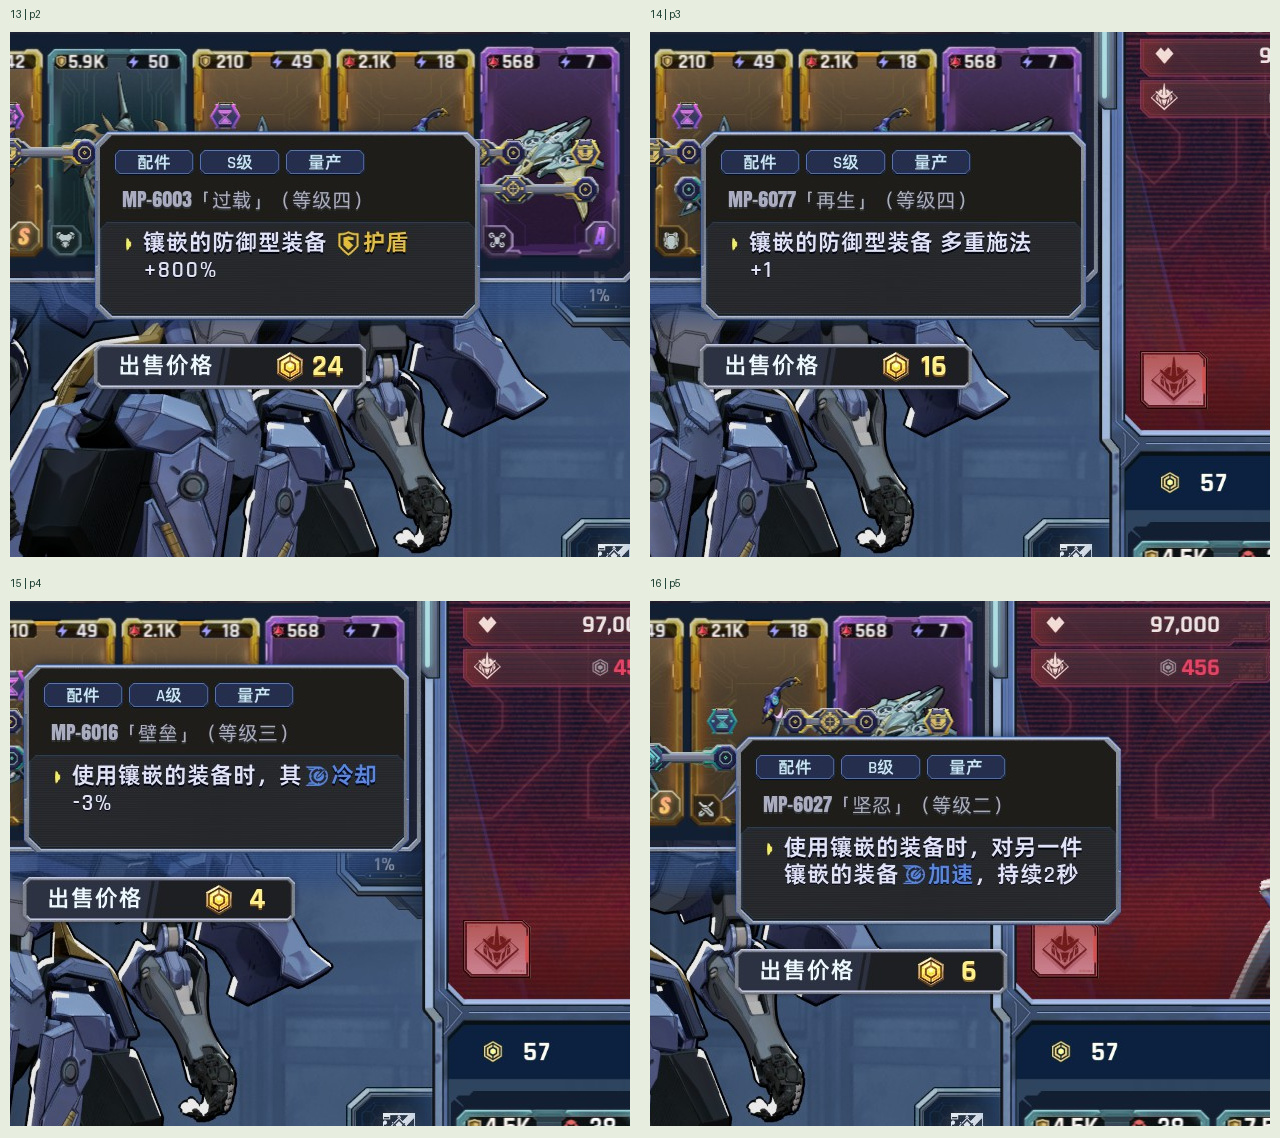 13 | p2
42 5.9K 50 210 49 2.1K 18 568 7
配件 S级 量产
MP-6003「过载」（等级四）
镶嵌的防御型装备 护盾
+800%
S A
1%
出售价格 24
14 | p3
210 49 2.1K 18 568 7
9
配件 S级 量产
MP-6077「再生」（等级四）
镶嵌的防御型装备 多重施法
+1
出售价格 16
57
15 | p4
10 49 2.1K 18 568 7
97,00
45
配件 A级 量产
MP-6016「壁垒」（等级三）
使用镶嵌的装备时，其 冷却
-3%
1%
出售价格 4
57
16 | p5
49 2.1K 18 568 7
97,000
456
配件 B级 量产
MP-6027「坚忍」（等级二）
使用镶嵌的装备时，对另一件
镶嵌的装备 加速，持续2秒
S
出售价格 6
57